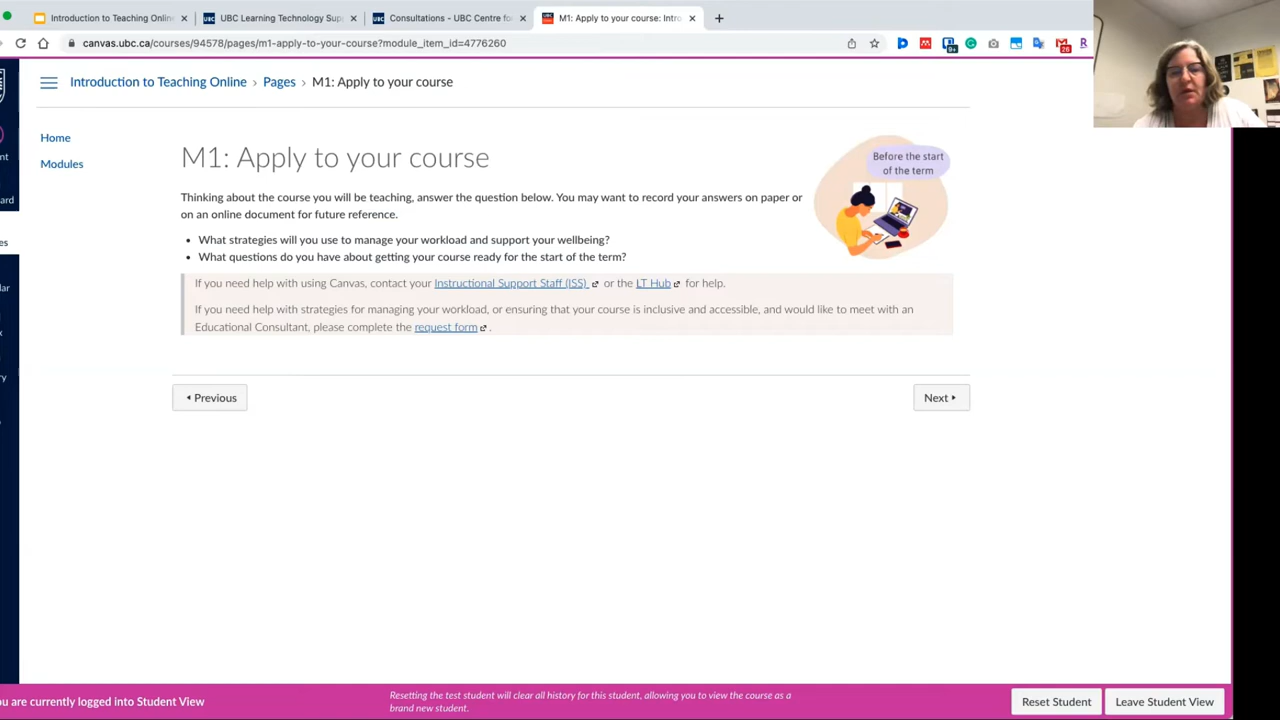 Introduction to Teaching Onlin
UBC Learning Technology Sup
Consultations - UBC Centre fo
M1: Apply to your course: Intro
canvas.ubc.ca/courses/94578/pages/m1-apply-to-your-course?module_item_id=4776260
9+
26
Introduction to Teaching Online › Pages › M1: Apply to your course
Home
Modules
M1: Apply to your course
Before the start
of the term
Thinking about the course you will be teaching, answer the question below. You may want to record your answers on paper or
on an online document for future reference.
• What strategies will you use to manage your workload and support your wellbeing?
• What questions do you have about getting your course ready for the start of the term?
If you need help with using Canvas, contact your Instructional Support Staff (ISS) or the LT Hub for help.
If you need help with strategies for managing your workload, or ensuring that your course is inclusive and accessible, and would like to meet with an
Educational Consultant, please complete the request form .
Previous
Next
ou are currently logged into Student View
Resetting the test student will clear all history for this student, allowing you to view the course as a
brand new student.
Reset Student
Leave Student View